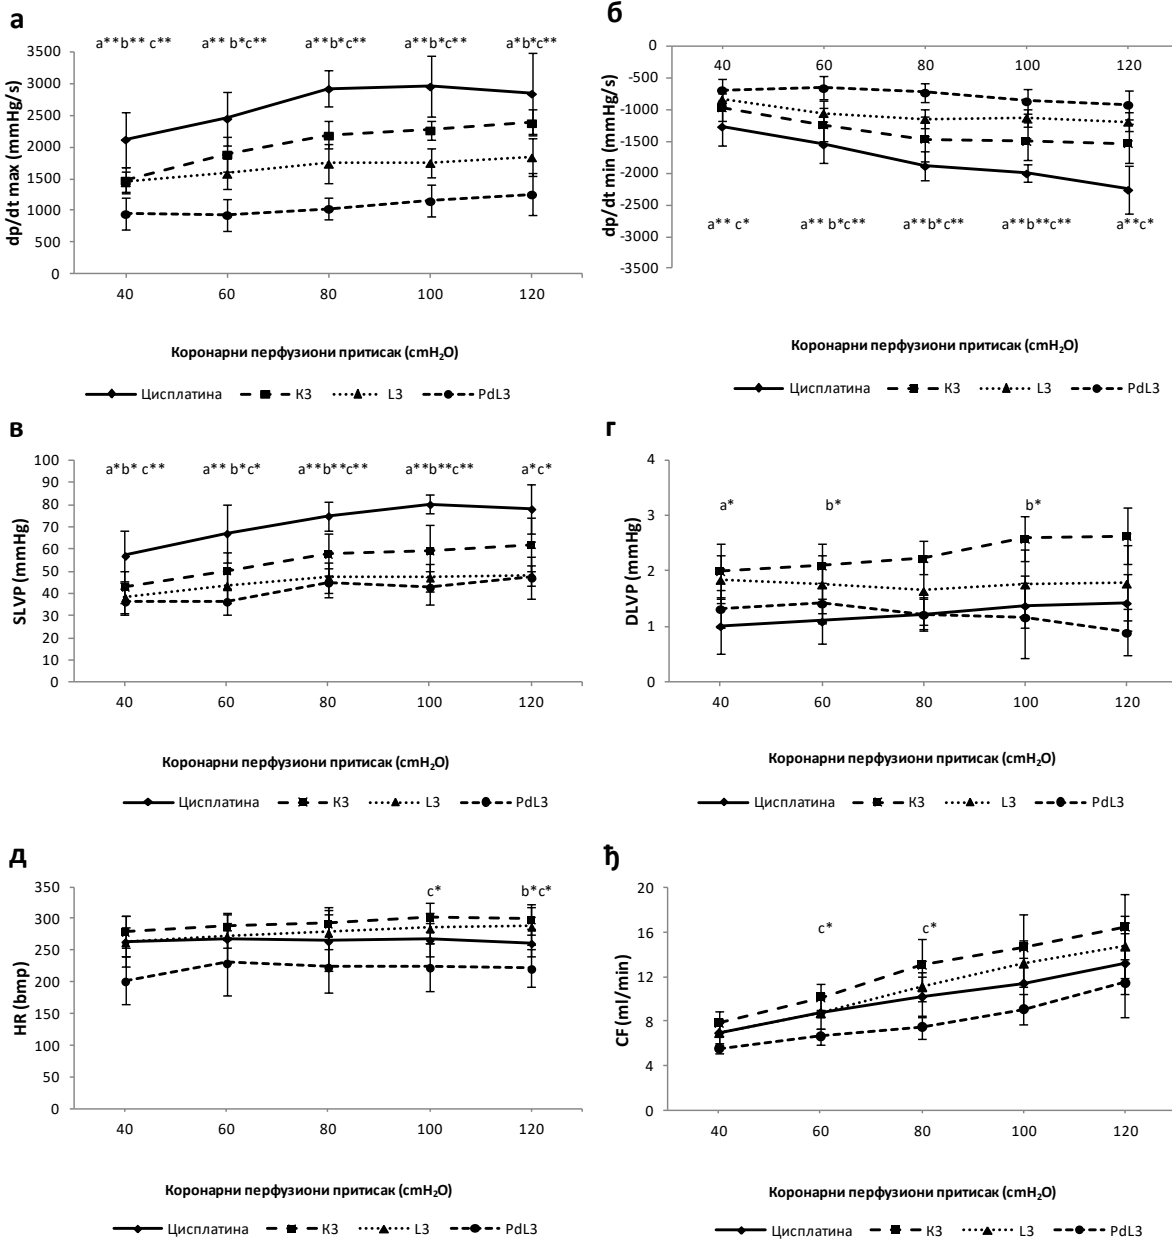 а
a**b** c**
a** b*c**
a**b*c**
a**b*c**
a*b*c**
dp/dt max (mmHg/s)
3500
3000
2500
2000
1500
1000
500
0
40
60
80
100
120
Коронарни перфузиони притисак (cmH₂O)
Цисплатина
К3
L3
PdL3
б
dp/dt min (mmHg/s)
0
-500
-1000
-1500
-2000
-2500
-3000
-3500
40
60
80
100
120
a** c*
a** b*c**
a**b*c**
a**b**c**
a**c*
Коронарни перфузиони притисак (cmH₂O)
Цисплатина
К3
L3
PdL3
в
a*b* c**
a** b*c*
a**b**c**
a**b**c**
a*c*
SLVP (mmHg)
100
90
80
70
60
50
40
30
20
10
0
40
60
80
100
120
Коронарни перфузиони притисак (cmH₂O)
Цисплатина
К3
L3
PdL3
г
DLVP (mmHg)
4
3
2
1
0
a*
b*
b*
40
60
80
100
120
Коронарни перфузиони притисак (cmH₂O)
Цисплатина
К3
L3
PdL3
д
HR (bmp)
350
300
250
200
150
100
50
0
c*
b*c*
40
60
80
100
120
Коронарни перфузиони притисак (cmH₂O)
Цисплатина
К3
L3
PdL3
ђ
CF (ml/min)
20
16
12
8
4
0
c*
c*
40
60
80
100
120
Коронарни перфузиони притисак (cmH₂O)
Цисплатина
К3
L3
PdL3